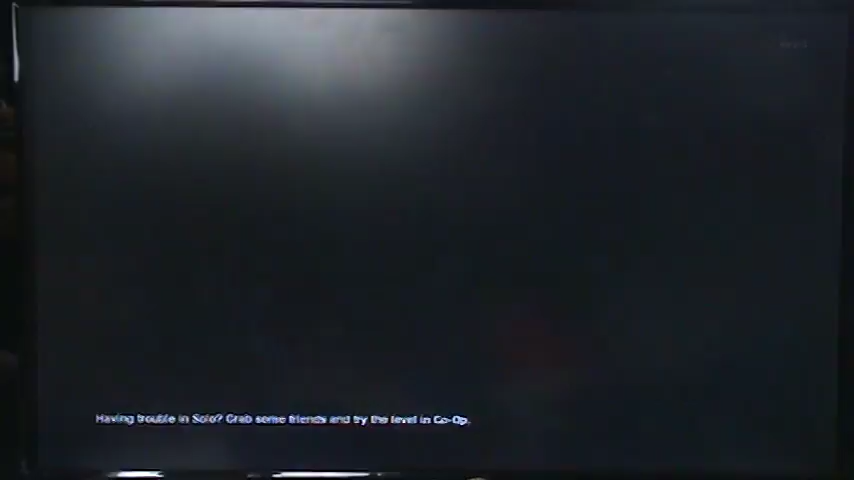 Having trouble in Solo? Grab some friends and try the level in Co-Op.